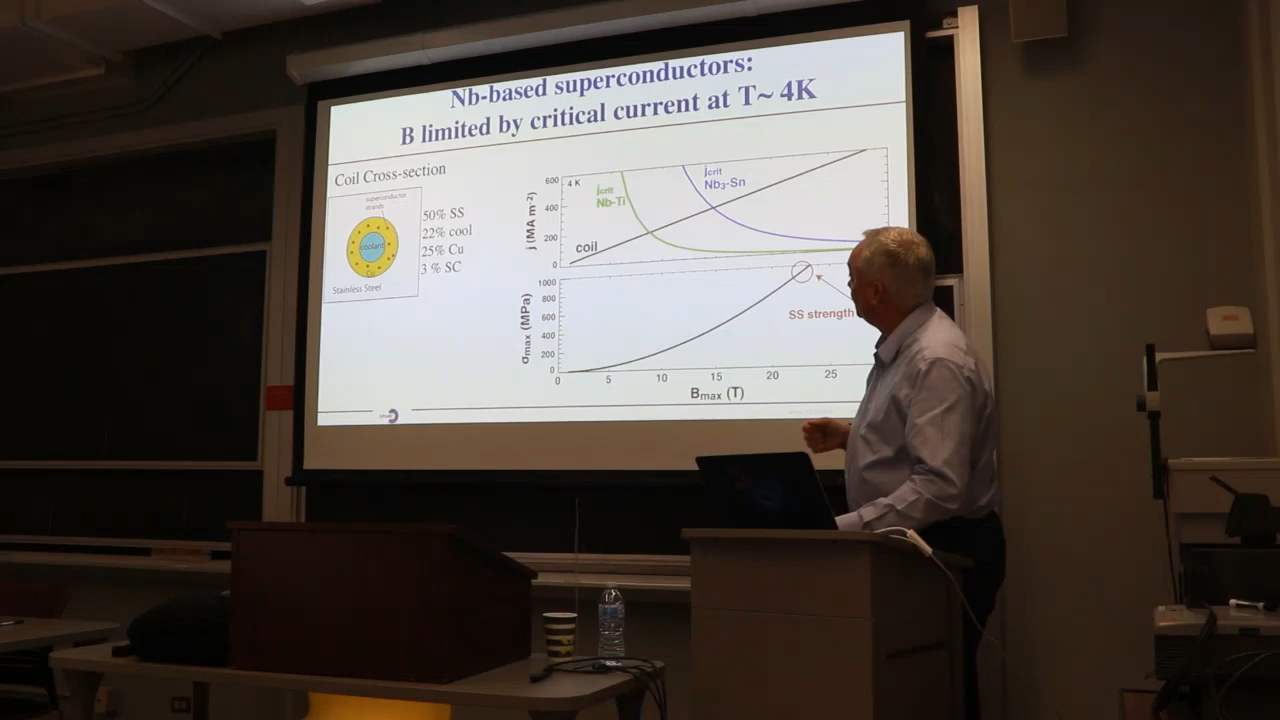 Nb-based superconductors:
B limited by critical current at T~ 4K
Coil Cross-section
superconductor
strands
coolant
Cu
Stainless Steel
50% SS
22% cool
25% Cu
3 % SC
j (MA m-2)
600
400
200
0
4 K
jcrit
Nb-Ti
jcrit
Nb3-Sn
coil
σmax (MPa)
1000
800
600
400
200
0
SS strength
0
5
10
15
20
25
Bmax (T)